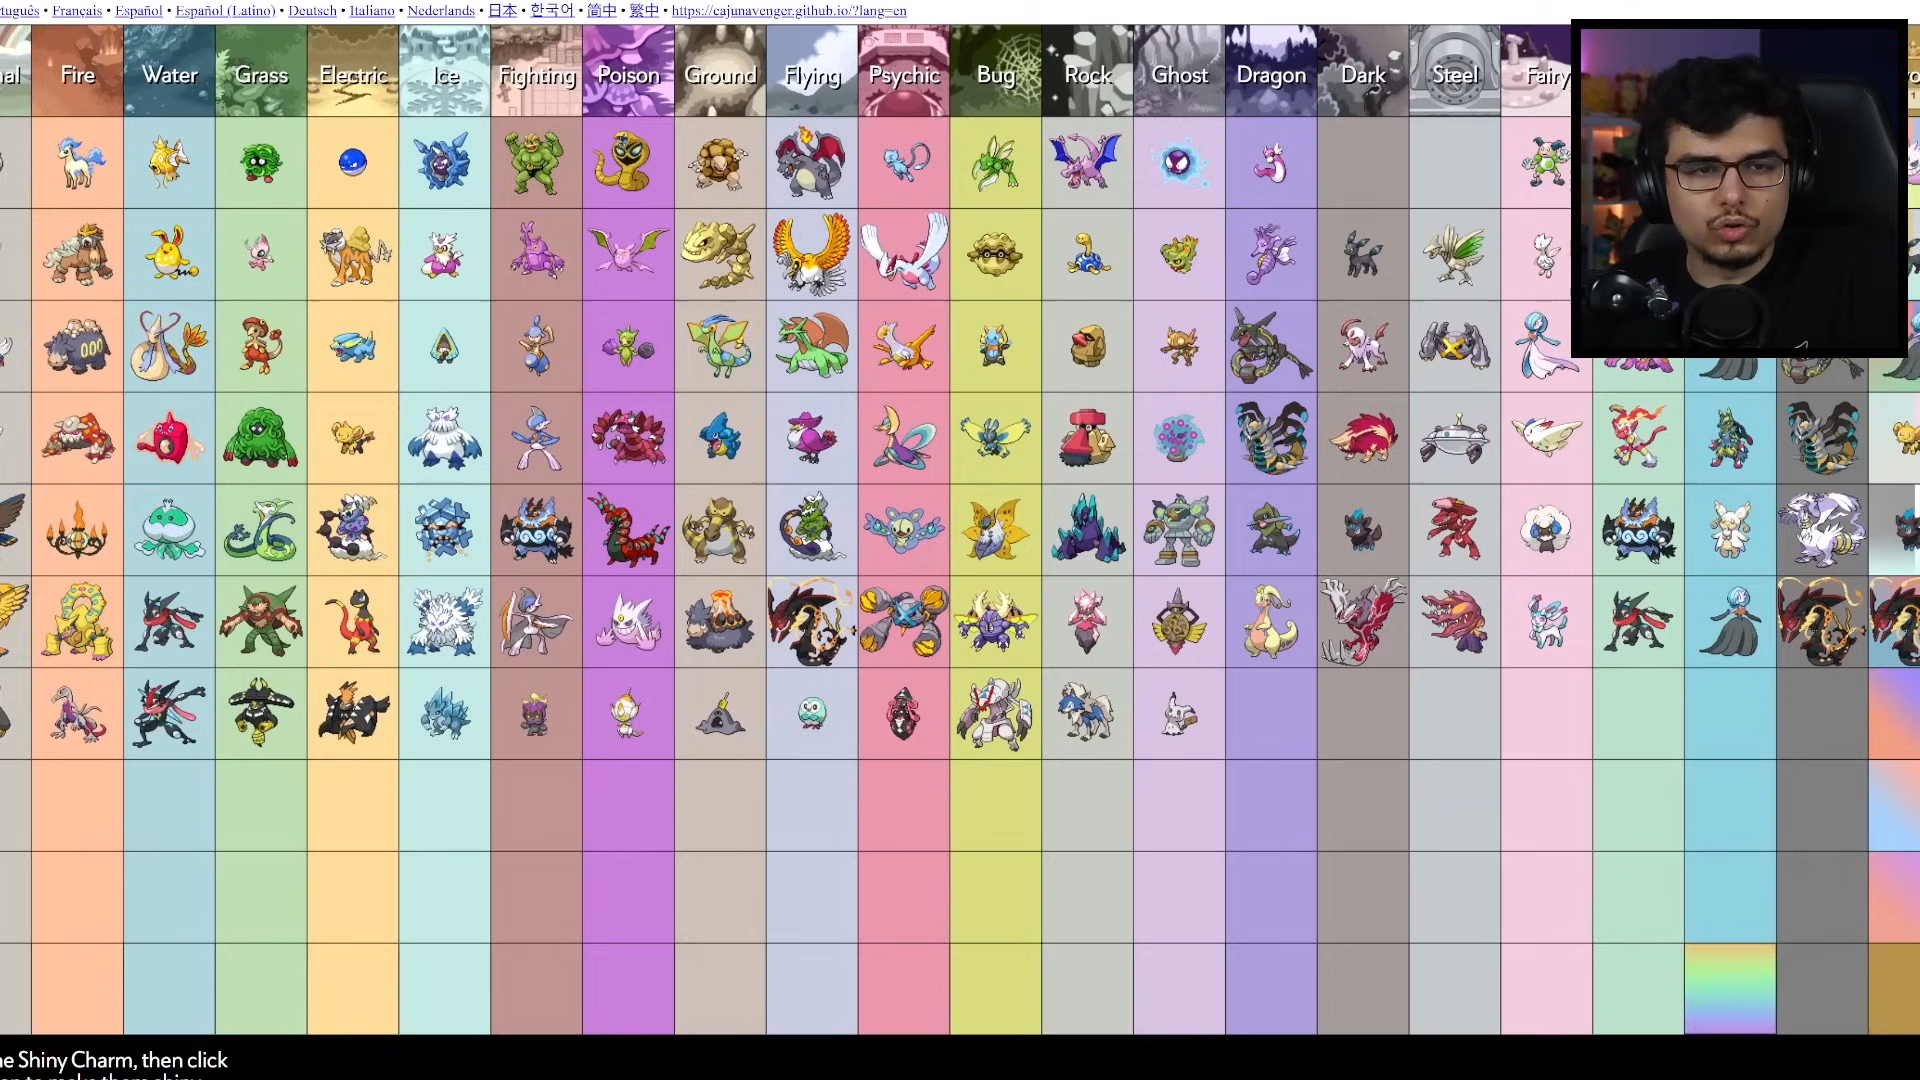 tuguês • Français • Español • Español (Latino) • Deutsch • Italiano • Nederlands • 日本 • 한국어 • 简中 • 繁中 • https://cajunavenger.github.io/?lang=en
al Fire Water Grass Electric Ice Fighting Poison Ground Flying Psychic Bug Rock Ghost Dragon Dark Steel Fairy
ne Shiny Charm, then click